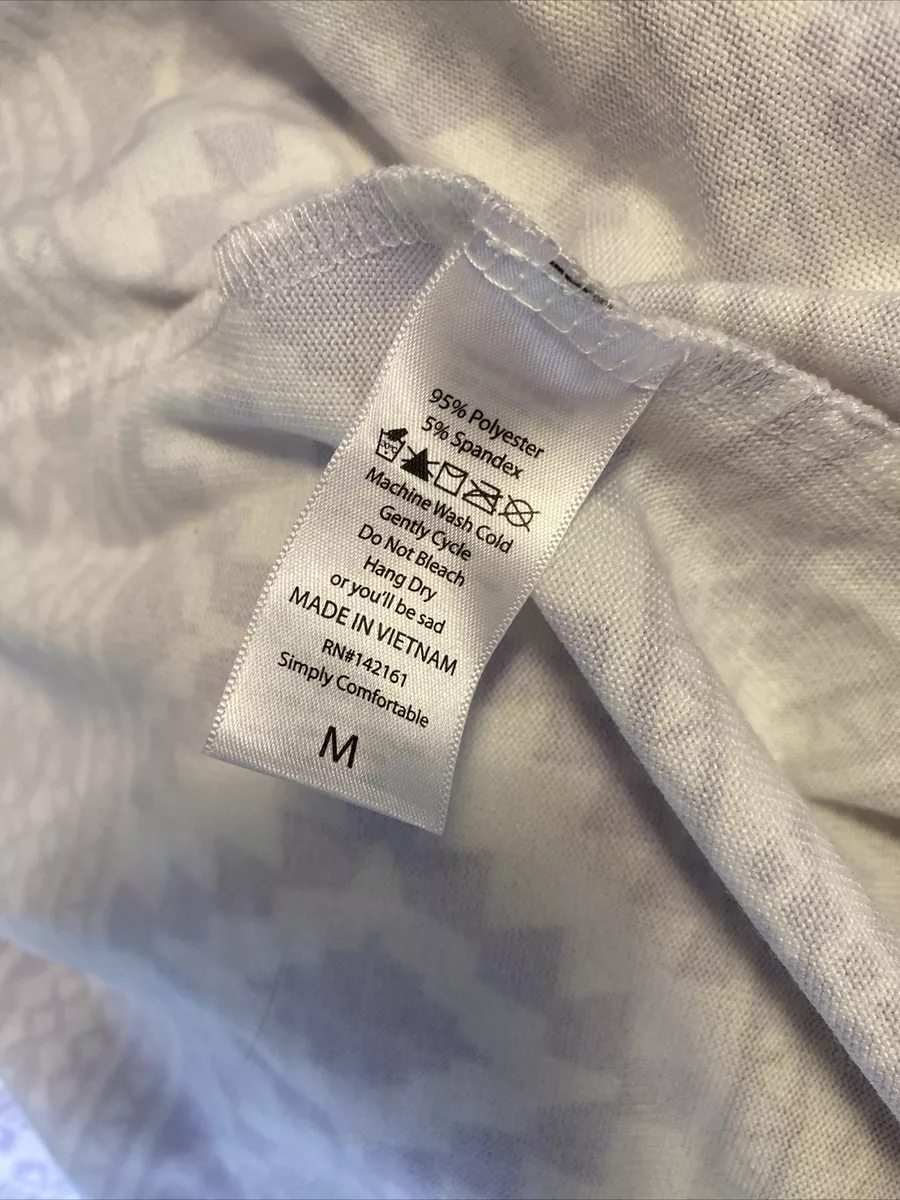 95% Polyester
5% Spandex
Machine Wash Cold
Gently Cycle
Do Not Bleach
Hang Dry
or you'll be sad
MADE IN VIETNAM
RN#142161
Simply Comfortable
M